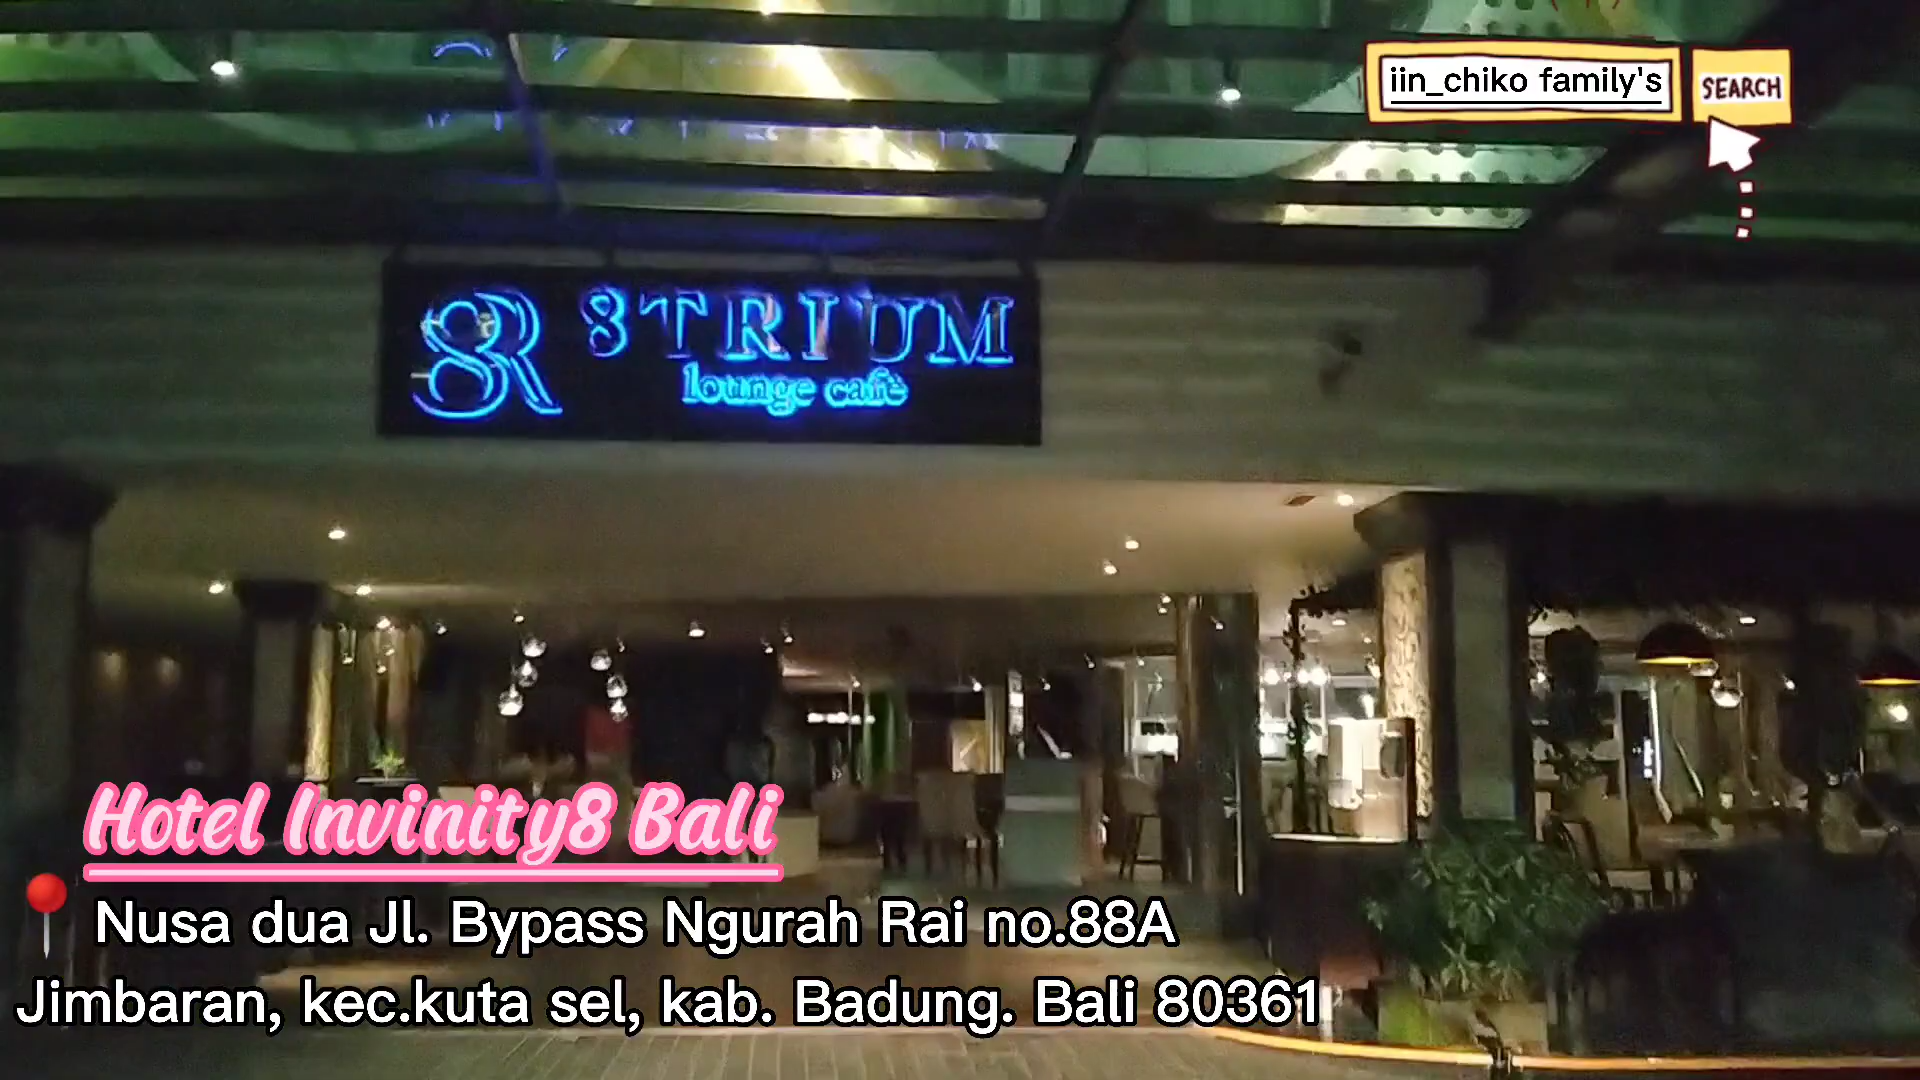 iin_chiko family's
SEARCH
8TRIUM
lounge cafe
Hotel Invinity8 Bali
Nusa dua Jl. Bypass Ngurah Rai no.88A
Jimbaran, kec.kuta sel, kab. Badung. Bali 80361